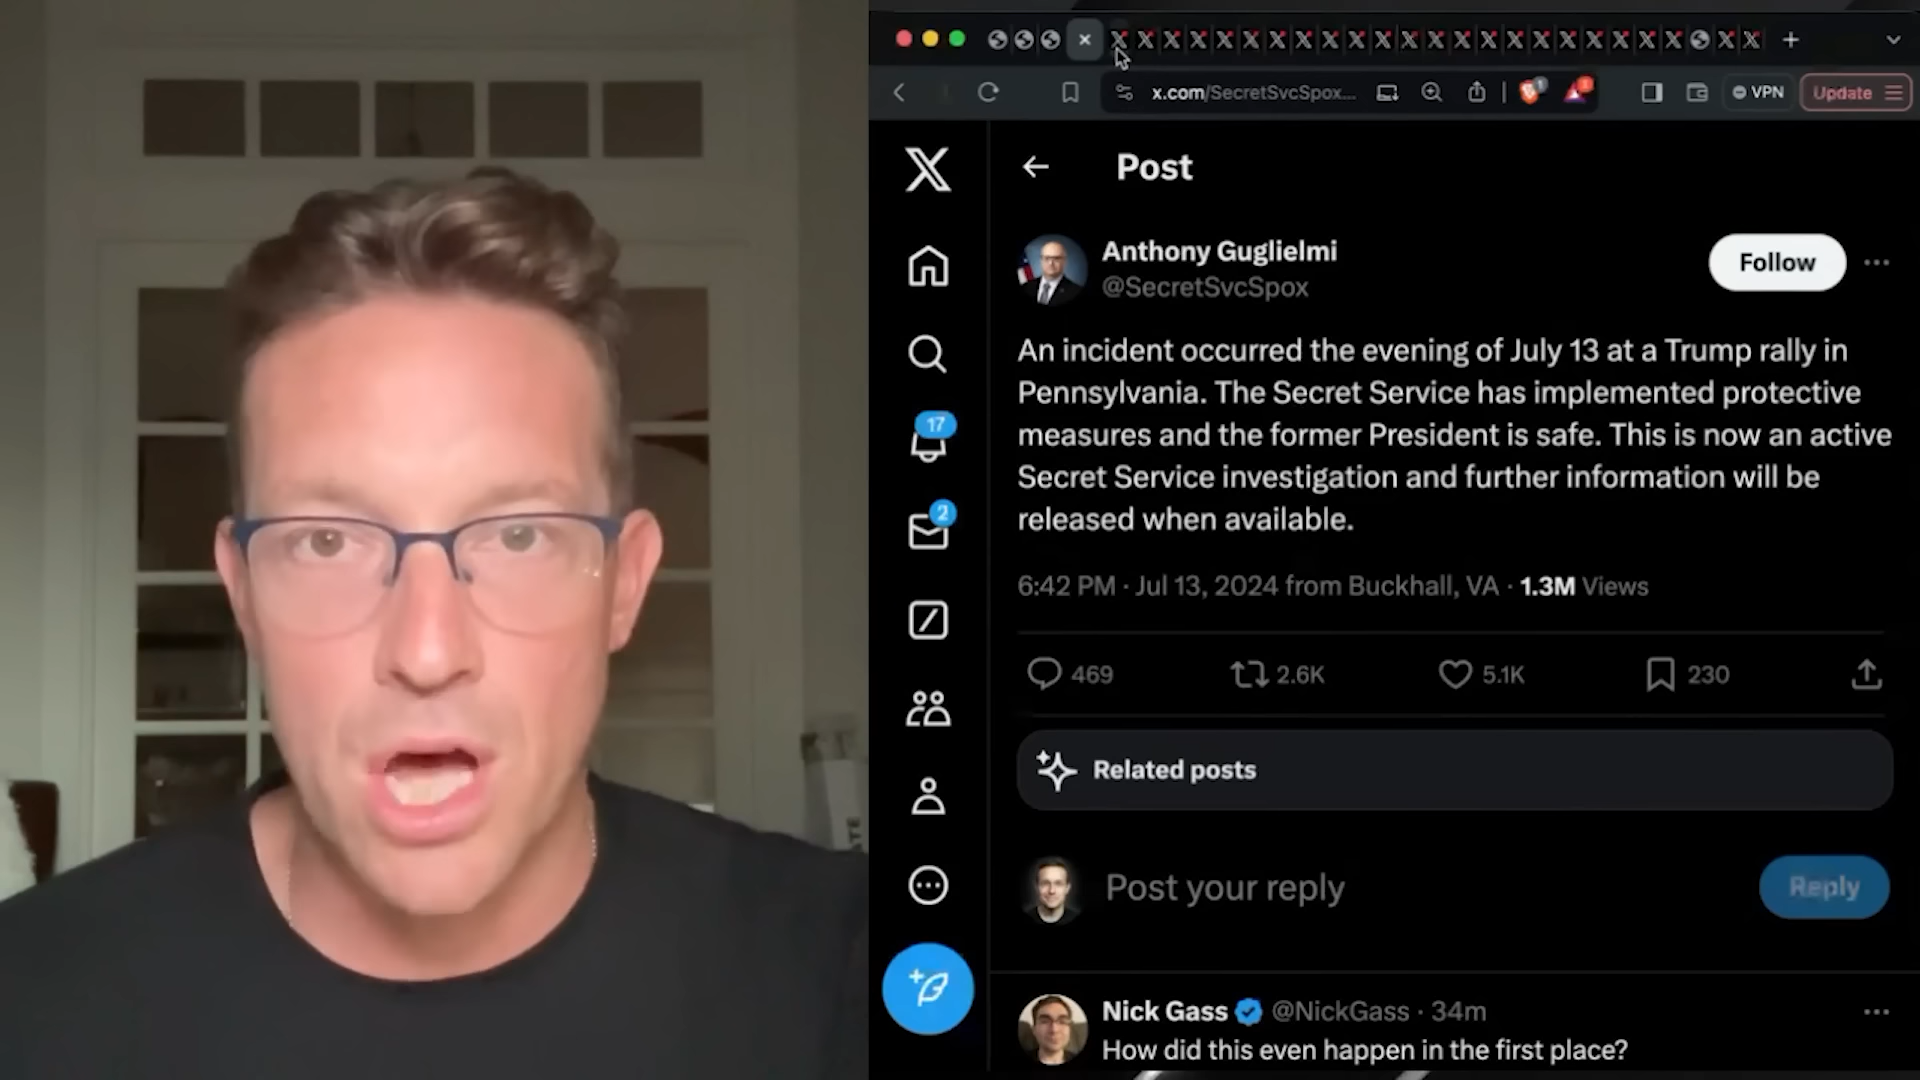 x.com/SecretSvcSpox...
VPN
Update
Post
Anthony Guglielmi
@SecretSvcSpox
Follow
An incident occurred the evening of July 13 at a Trump rally in
Pennsylvania. The Secret Service has implemented protective
measures and the former President is safe. This is now an active
Secret Service investigation and further information will be
released when available.
6:42 PM · Jul 13, 2024 from Buckhall, VA · 1.3M Views
17
2
469
2.6K
5.1K
230
Related posts
Post your reply
Reply
Nick Gass @NickGass · 34m
How did this even happen in the first place?